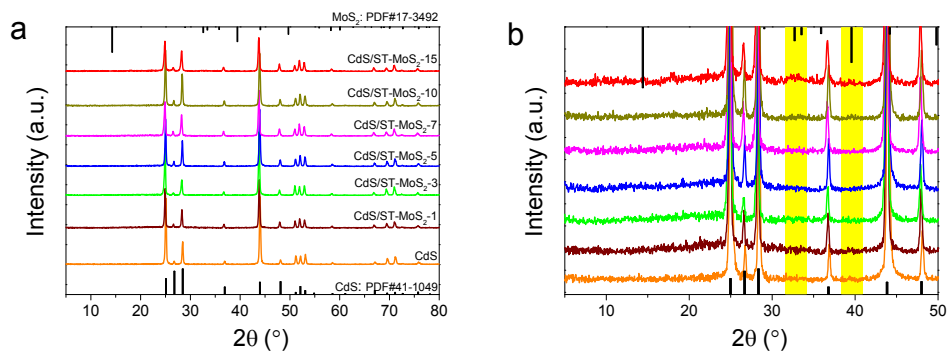 a
MoS₂: PDF#17-3492
CdS/ST-MoS₂-15
CdS/ST-MoS₂-10
CdS/ST-MoS₂-7
CdS/ST-MoS₂-5
CdS/ST-MoS₂-3
CdS/ST-MoS₂-1
CdS
CdS: PDF#41-1049
Intensity (a.u.)
10 20 30 40 50 60 70 80
2θ (°)
b
Intensity (a.u.)
10 20 30 40 50
2θ (°)